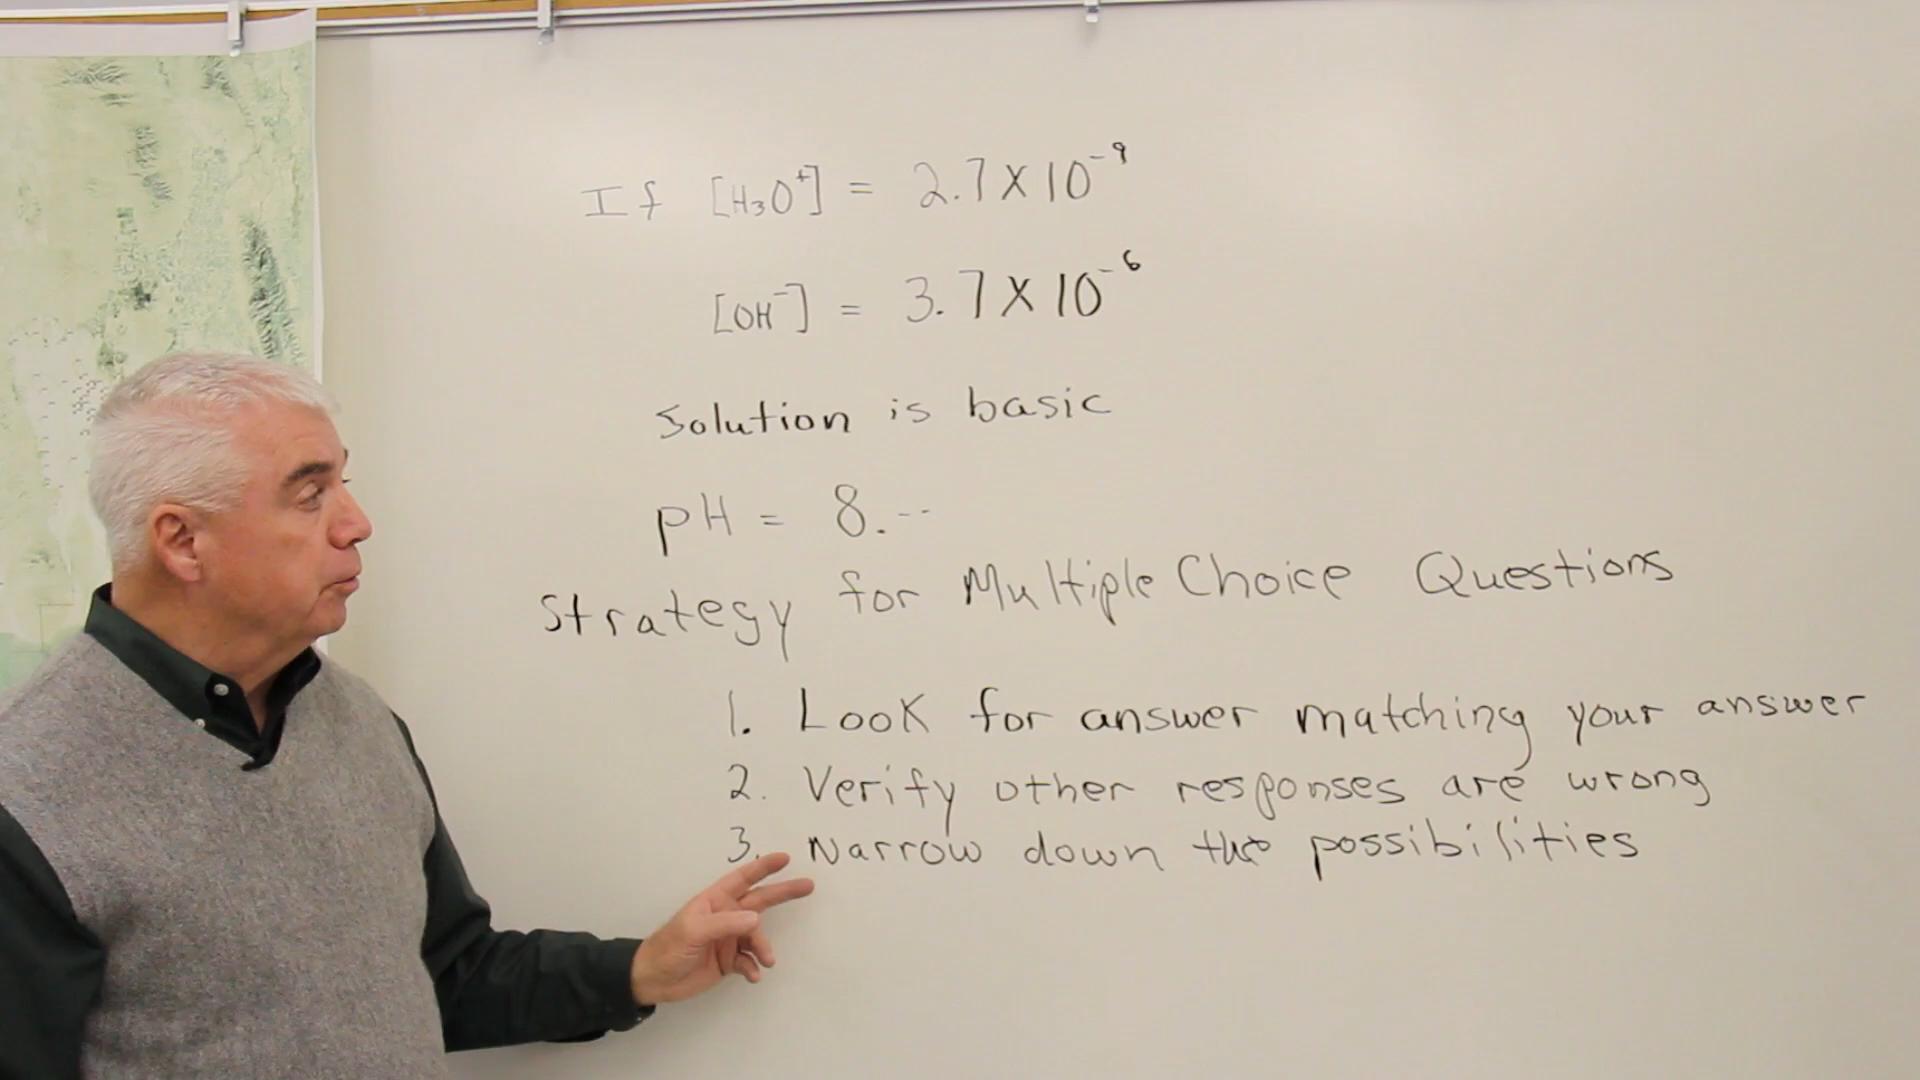 If [H₃O⁺] = 2.7 X 10⁻⁹
[OH⁻] = 3.7 X 10⁻⁶
Solution is basic
pH = 8.--
Strategy for Multiple Choice Questions
1. Look for answer matching your answer
2. Verify other responses are wrong
3. Narrow down the possibilities